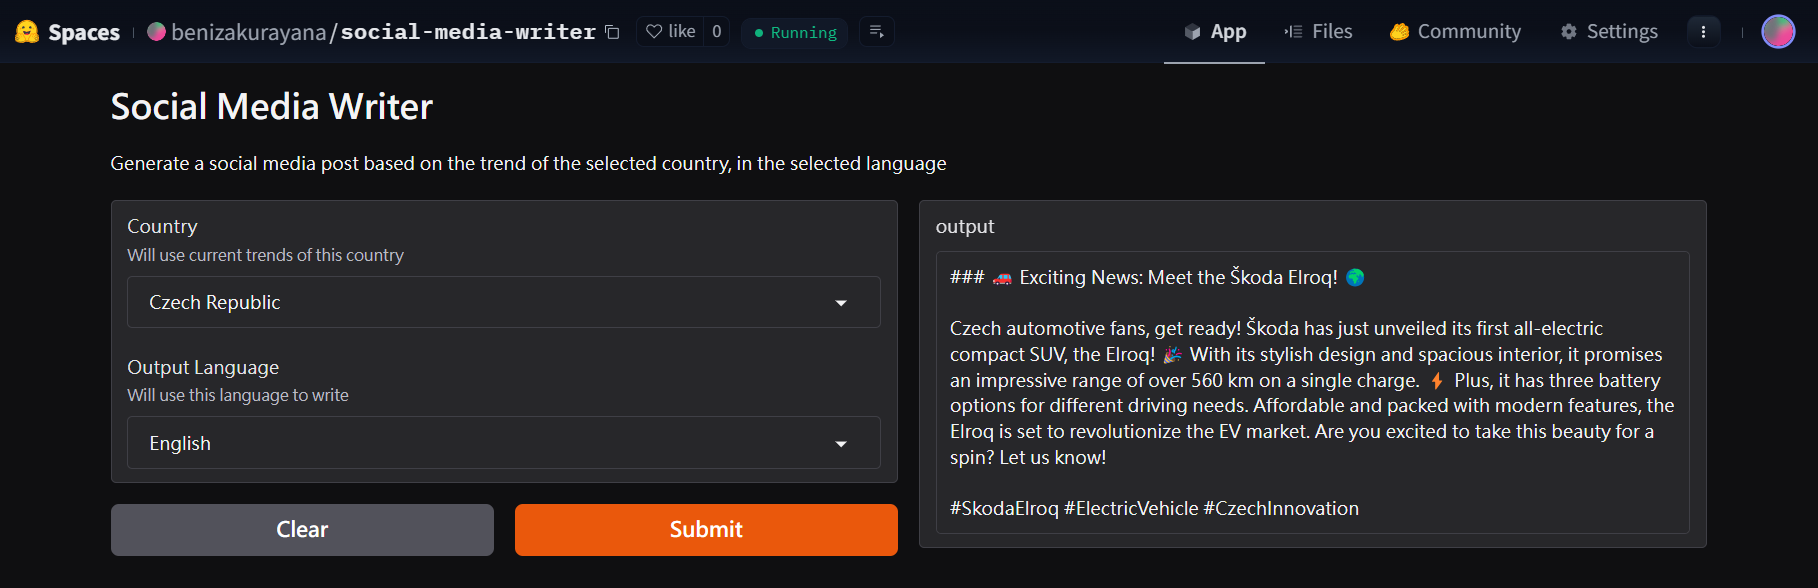 Spaces benizakurayana/social-media-writer like 0 Running App Files Community Settings
Social Media Writer
Generate a social media post based on the trend of the selected country, in the selected language
Country
Will use current trends of this country
Czech Republic
Output Language
Will use this language to write
English
Clear Submit
output
### 🚗 Exciting News: Meet the Škoda Elroq! 🌍
Czech automotive fans, get ready! Škoda has just unveiled its first all-electric
compact SUV, the Elroq! 🎉 With its stylish design and spacious interior, it promises
an impressive range of over 560 km on a single charge. ⚡ Plus, it has three battery
options for different driving needs. Affordable and packed with modern features, the
Elroq is set to revolutionize the EV market. Are you excited to take this beauty for a
spin? Let us know!
#SkodaElroq #ElectricVehicle #CzechInnovation